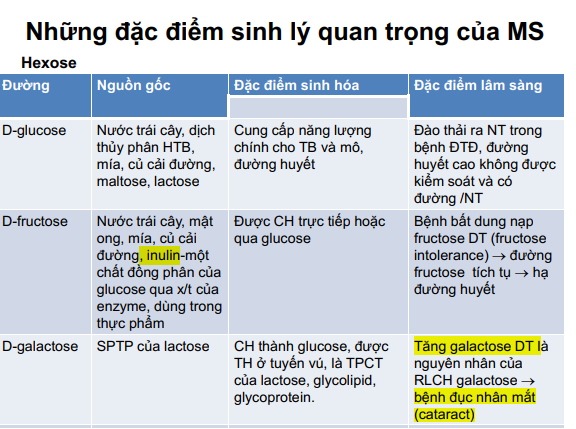 Những đặc điểm sinh lý quan trọng của MS
Hexose
Đường
Nguồn gốc
Đặc điểm sinh hóa
Đặc điểm lâm sàng
D-glucose
Nước trái cây, dịch
thủy phân HTB,
mía, củ cải đường,
maltose, lactose
Cung cấp năng lượng
chính cho TB và mô,
đường huyết
Đào thải ra NT trong
bệnh ĐTĐ, đường
huyết cao không được
kiểm soát và có
đường /NT
D-fructose
Nước trái cây, mật
ong, mía, củ cải
đường, inulin-một
chất đồng phân của
glucose qua x/t của
enzyme, dùng trong
thực phẩm
Được CH trực tiếp hoặc
qua glucose
Bệnh bất dung nạp
fructose DT (fructose
intolerance) → đường
fructose tích tụ → hạ
đường huyết
D-galactose
SPTP của lactose
CH thành glucose, được
TH ở tuyến vú, là TPCT
của lactose, glycolipid,
glycoprotein.
Tăng galactose DT là
nguyên nhân của
RLCH galactose →
bệnh đục nhân mắt
(cataract)